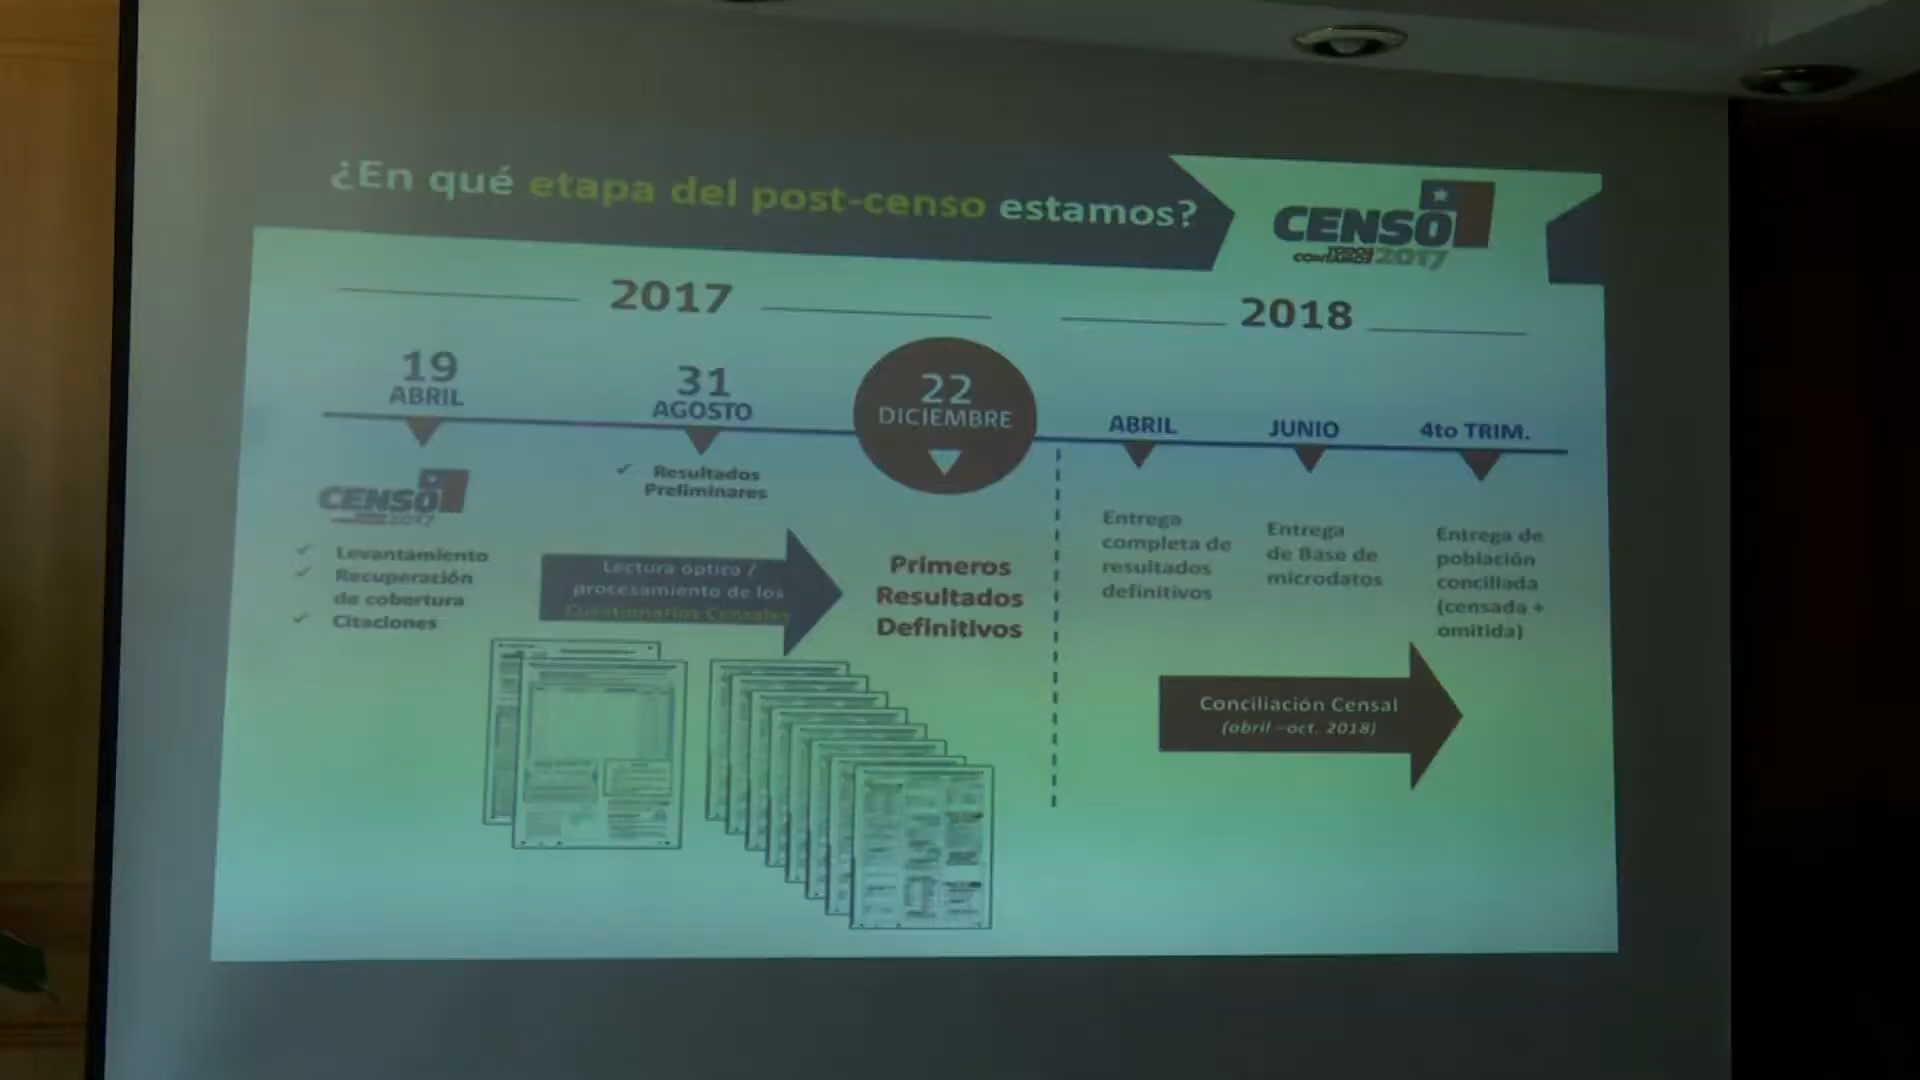 ¿En qué etapa del post-censo estamos?
CENSO
2017
2017
2018
19
ABRIL
31
AGOSTO
22
DICIEMBRE
ABRIL
JUNIO
4to TRIM.
CENSO
2017
Levantamiento
Recuperación
de cobertura
Citaciones
Resultados
Preliminares
Lectura óptica /
procesamiento de los
Cuestionarios Censales
Primeros
Resultados
Definitivos
Entrega
completa de
resultados
definitivos
Entrega
de Base de
microdatos
Entrega de
población
conciliada
(censada +
omitida)
Conciliación Censal
(abril –oct. 2018)